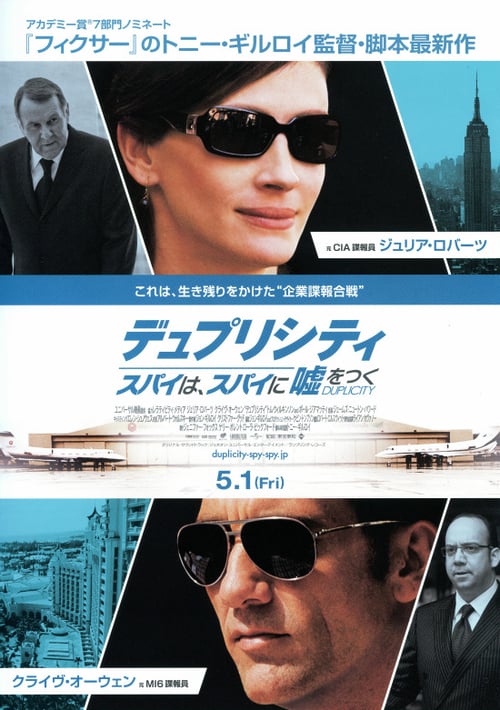 アカデミー賞®7部門ノミネート
『フィクサー』のトニー・ギルロイ監督・脚本最新作
元CIA諜報員 ジュリア・ロバーツ
これは、生き残りをかけた“企業諜報合戦”
デュプリシティ
スパイは、スパイに嘘をつく
DUPLICITY
duplicity-spy-spy.jp
5.1(Fri)
クライヴ・オーウェン 元MI6諜報員